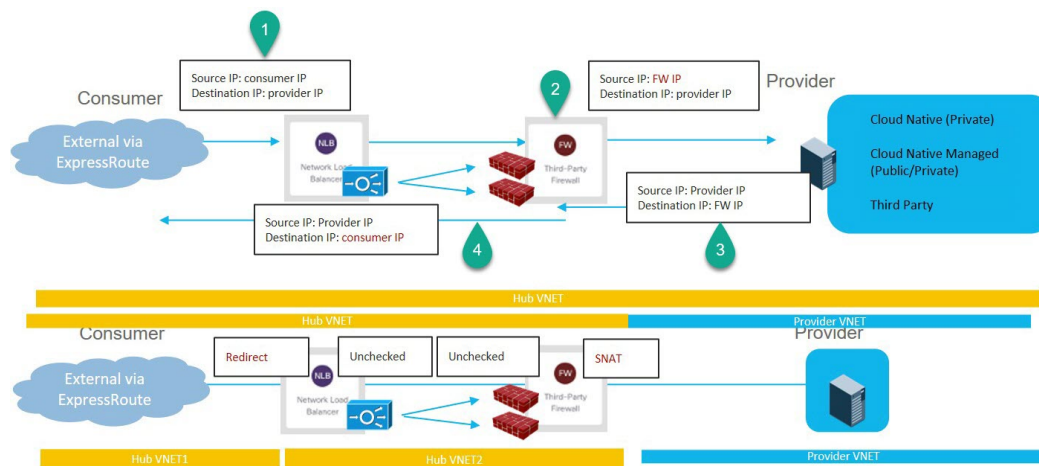 1
Source IP: consumer IP
Destination IP: provider IP
Consumer
External via
ExpressRoute
NLB
Network Load
Balancer
2
FW
Third-Party
Firewall
Source IP: FW IP
Destination IP: provider IP
Provider
Cloud Native (Private)
Cloud Native Managed
(Public/Private)
Third Party
Source IP: Provider IP
Destination IP: FW IP
3
Source IP: Provider IP
Destination IP: consumer IP
4
Hub VNET
Hub VNET
Provider VNET
Consumer
Provider
External via
ExpressRoute
Redirect
NLB
Network Load
Balancer
Unchecked
Unchecked
FW
Third-Party
Firewall
SNAT
Hub VNET1
Hub VNET2
Provider VNET